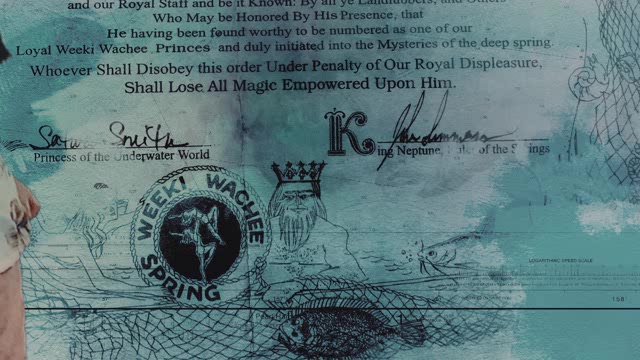 and our Royal Staff and be it Known: By all ye Landlubbers, and Others
Who May be Honored By His Presence, that
He having been found worthy to be numbered as one of our
Loyal Weeki Wachee Princes and duly initiated into the Mysteries of the deep spring
Whoever Shall Disobey this order Under Penalty of Our Royal Displeasure,
Shall Lose All Magic Empowered Upon Him.
Smith
Princess of the Underwater World
King Neptune, of the Springs
WEEKI WACHEE
SPRING
LOGARITHMIC SPEED SCALE